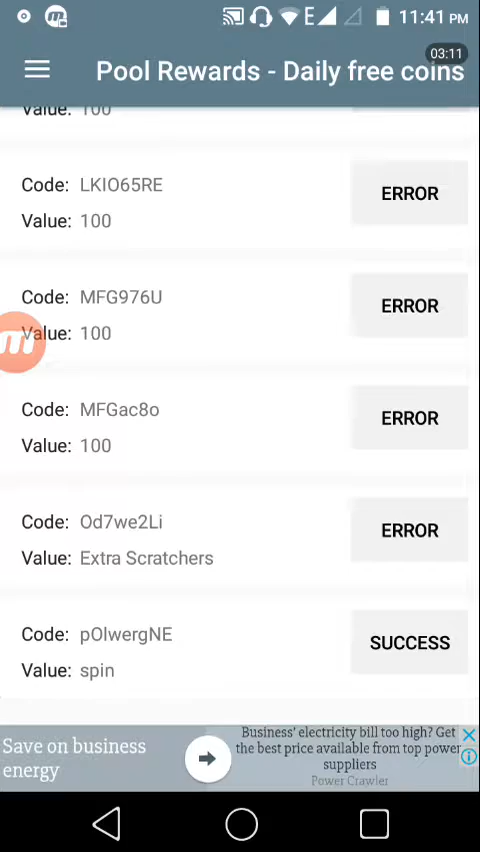 E 11:41 PM
Pool Rewards - Daily free coins
03:11
Value: 100
Code: LKIO65RE
ERROR
Value: 100
Code: MFG976U
ERROR
Value: 100
Code: MFGac8o
ERROR
Value: 100
Code: Od7we2Li
ERROR
Value: Extra Scratchers
Code: pOlwergNE
SUCCESS
Value: spin
Save on business
energy
Business' electricity bill too high? Get
the best price available from top power
suppliers
Power Crawler